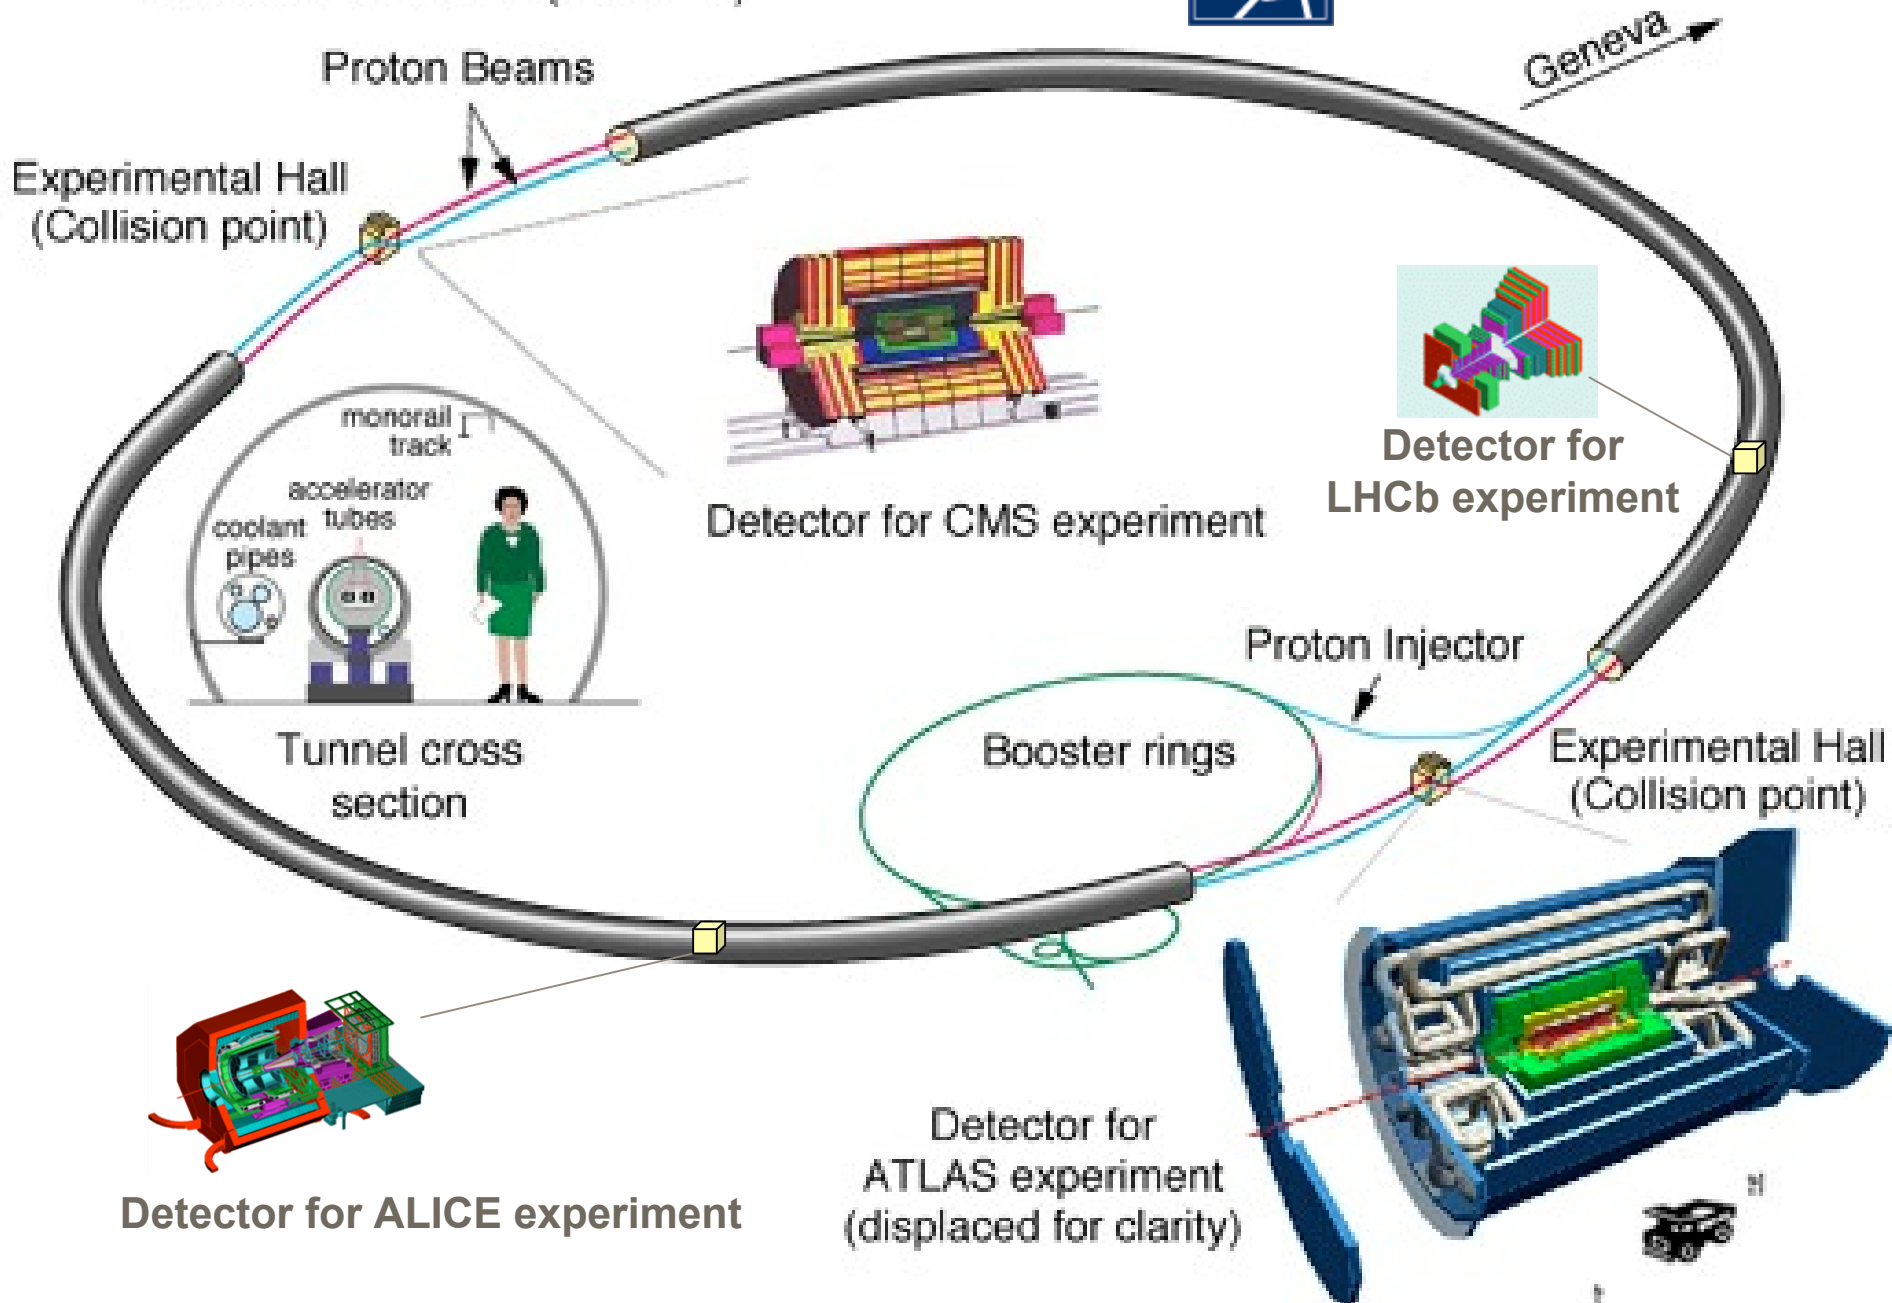 Geneva
Proton Beams
Experimental Hall
(Collision point)
monorail
track
accelerator
tubes
coolant
pipes
Detector for CMS experiment
Detector for
LHCb experiment
Tunnel cross
section
Proton Injector
Booster rings
Experimental Hall
(Collision point)
Detector for
ATLAS experiment
(displaced for clarity)
Detector for ALICE experiment